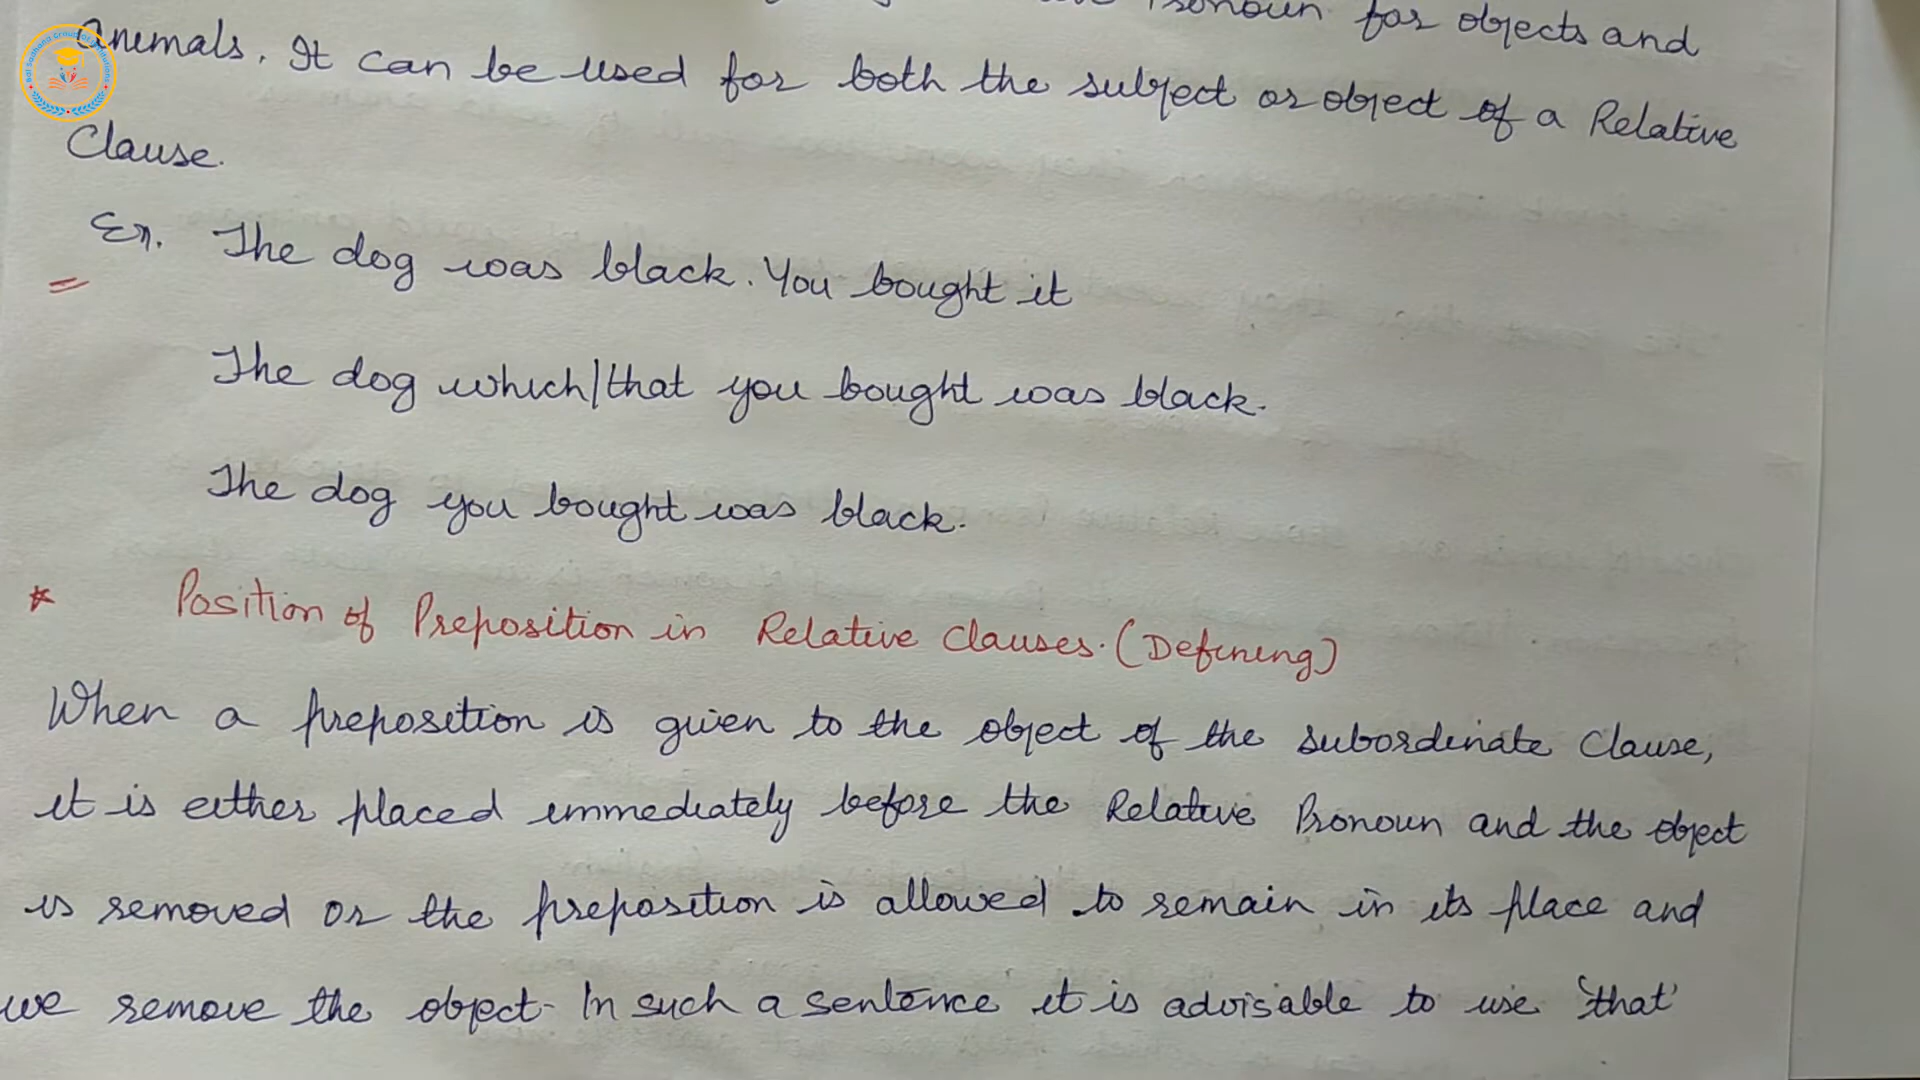 Pronoun for objects and
animals. It can be used for both the subject or object of a Relative
Clause.
Ex. The dog was black. You bought it
The dog which/that you bought was black.
The dog you bought was black.
* Position of Preposition in Relative Clauses. (Defining)
When a preposition is given to the object of the subordinate Clause,
it is either placed immediately before the Relative Pronoun and the object
is removed or the preposition is allowed to remain in its place and
we remove the object. In such a sentence it is advisable to use 'that'